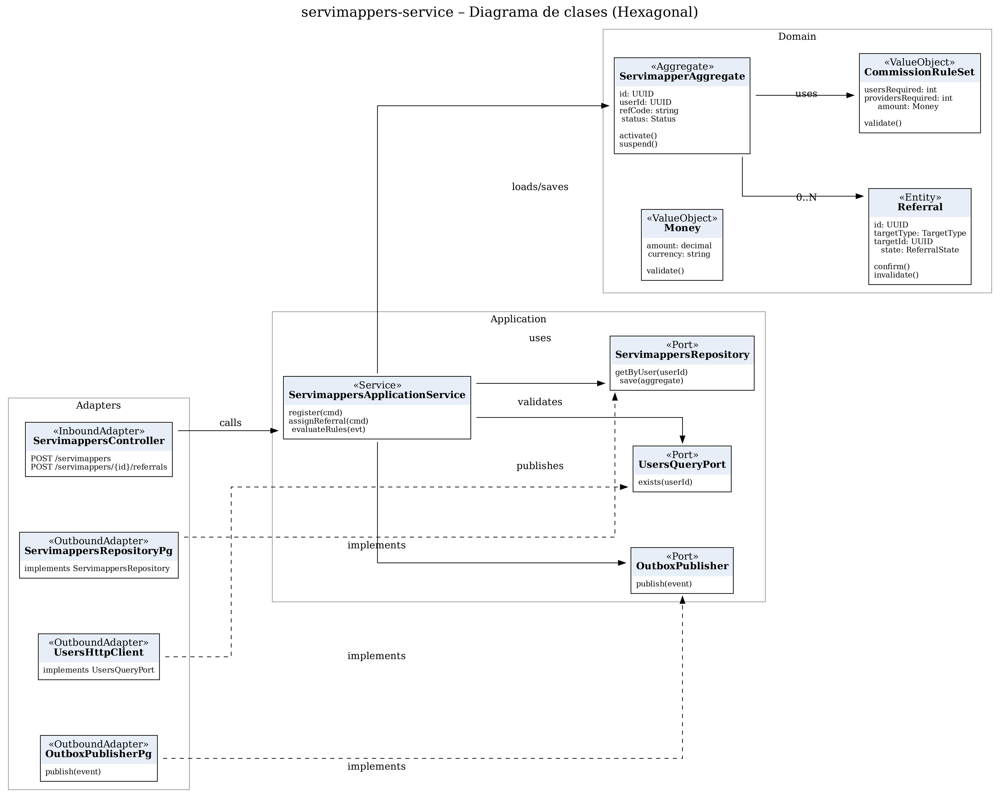 servimappers-service – Diagrama de clases (Hexagonal)
Domain
«Aggregate»
ServimapperAggregate
id: UUID
userId: UUID
refCode: string
status: Status
activate()
suspend()
uses
«ValueObject»
CommissionRuleSet
usersRequired: int
providersRequired: int
amount: Money
validate()
loads/saves
0..N
«ValueObject»
Money
amount: decimal
currency: string
validate()
«Entity»
Referral
id: UUID
targetType: TargetType
targetId: UUID
state: ReferralState
confirm()
invalidate()
Application
uses
«Port»
ServimappersRepository
getByUser(userId)
save(aggregate)
«Service»
ServimappersApplicationService
register(cmd)
assignReferral(cmd)
evaluateRules(evt)
validates
«Port»
UsersQueryPort
exists(userId)
publishes
«Port»
OutboxPublisher
publish(event)
Adapters
«InboundAdapter»
ServimappersController
POST /servimappers
POST /servimappers/{id}/referrals
calls
«OutboundAdapter»
ServimappersRepositoryPg
implements ServimappersRepository
implements
«OutboundAdapter»
UsersHttpClient
implements UsersQueryPort
implements
«OutboundAdapter»
OutboxPublisherPg
publish(event)
implements